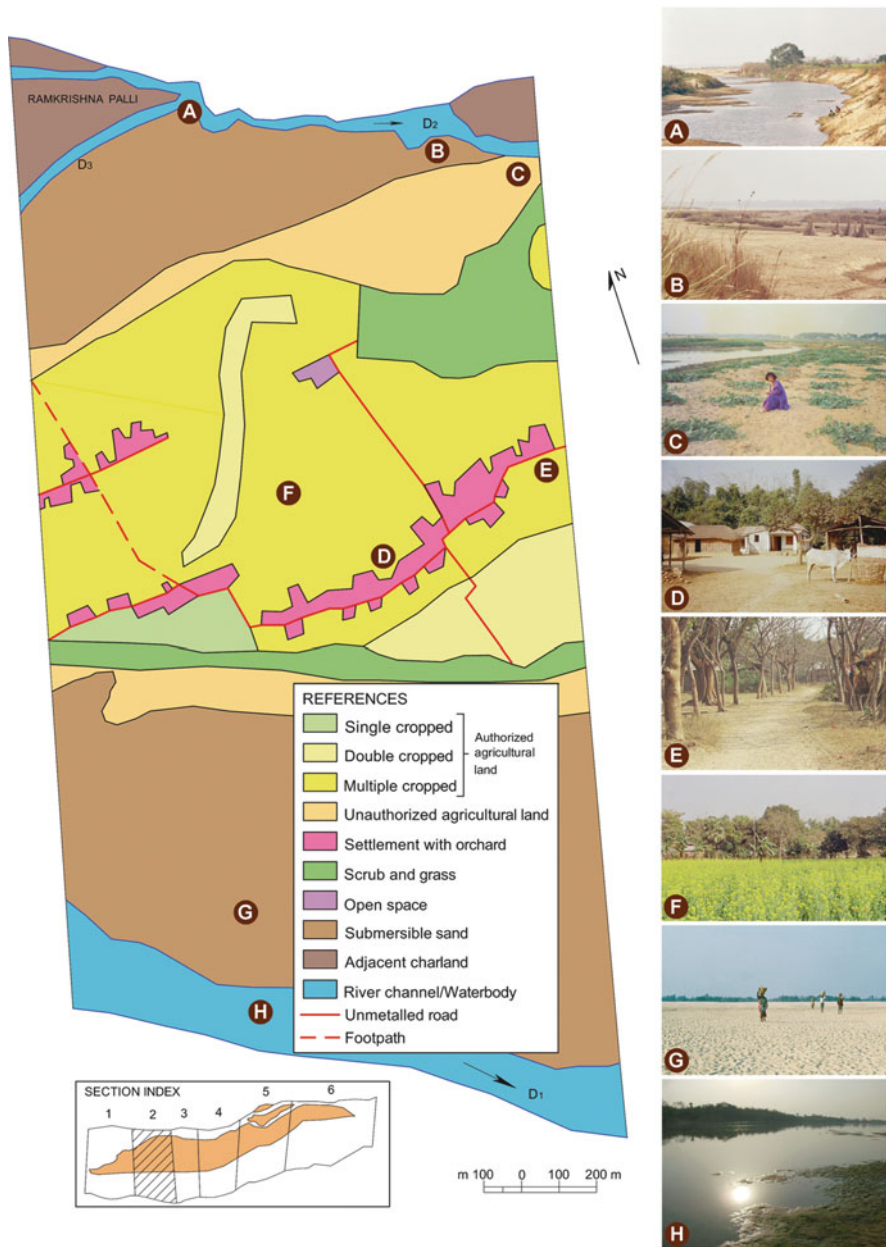 RAMKRISHNA PALLI
A
D2
B
C
D3
N
F
E
D
REFERENCES
Single cropped
Double cropped
Multiple cropped
Authorized
agricultural
land
Unauthorized agricultural land
Settlement with orchard
Scrub and grass
Open space
Submersible sand
Adjacent charland
River channel/Waterbody
Unmetalled road
Footpath
G
H
D1
SECTION INDEX
1 2 3 4 5 6
m 100 0 100 200 m
A
B
C
D
E
F
G
H